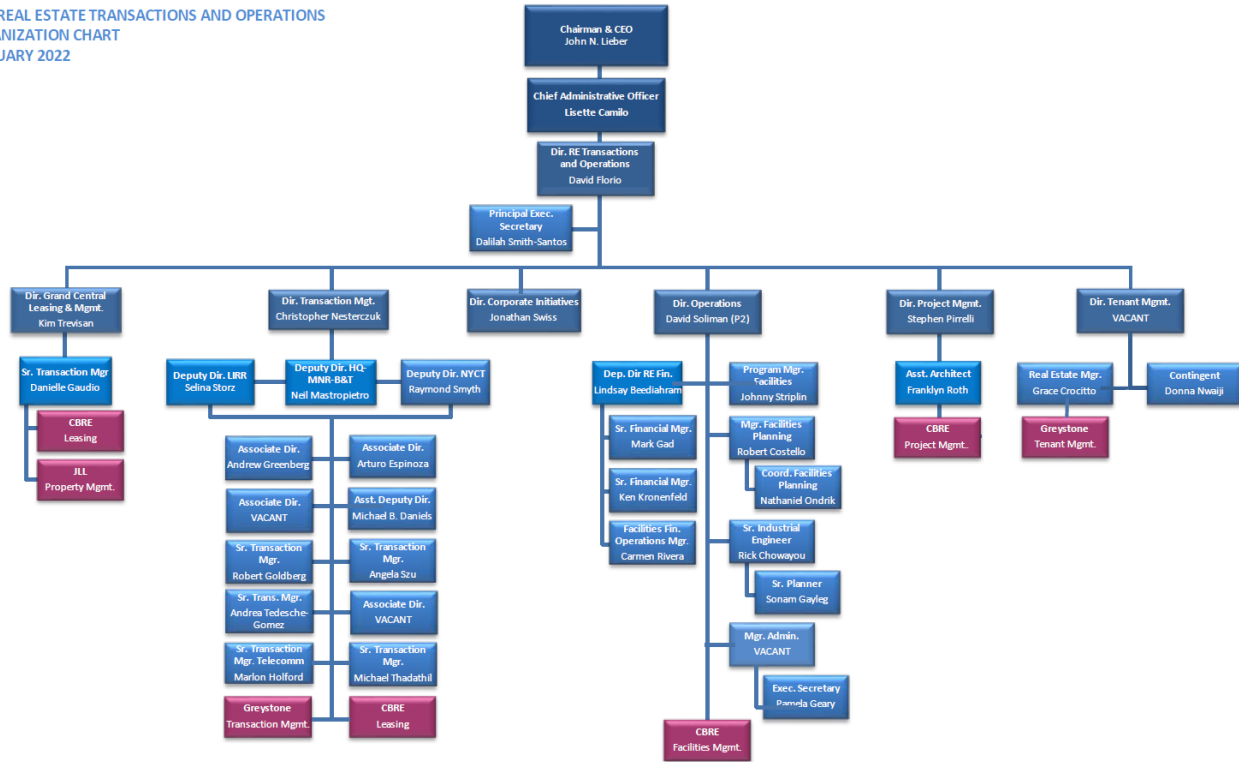 REAL ESTATE TRANSACTIONS AND OPERATIONS
ANIZATION CHART
UARY 2022
Chairman & CEO
John N. Lieber
Chief Administrative Officer
Lisette Camilo
Dir. RE Transactions
and Operations
David Florio
Principal Exec.
Secretary
Dalilah Smith-Santos
Dir. Grand Central
Leasing & Mgmt.
Kim Trevisan
Dir. Transaction Mgt.
Christopher Nesterczuk
Dir. Corporate Initiatives
Jonathan Swiss
Dir. Operations
David Soliman (P2)
Dir. Project Mgmt.
Stephen Pirrelli
Dir. Tenant Mgmt.
VACANT
Sr. Transaction Mgr
Danielle Gaudio
CBRE
Leasing
JLL
Property Mgmt.
Deputy Dir. LIRR
Selina Storz
Deputy Dir. HQ-
MNR-B&T
Neil Mastropietro
Deputy Dir. NYCT
Raymond Smyth
Associate Dir.
Andrew Greenberg
Associate Dir.
Arturo Espinoza
Associate Dir.
VACANT
Asst. Deputy Dir.
Michael B. Daniels
Sr. Transaction
Mgr.
Robert Goldberg
Sr. Transaction
Mgr.
Angela Szu
Sr. Trans. Mgr.
Andrea Tedesche-
Gomez
Associate Dir.
VACANT
Sr. Transaction
Mgr. Telecomm
Marlon Holford
Sr. Transaction
Mgr.
Michael Thadathil
Greystone
Transaction Mgmt.
CBRE
Leasing
Dep. Dir RE Fin.
Lindsay Beediahram
Sr. Financial Mgr.
Mark Gad
Sr. Financial Mgr.
Ken Kronenfeld
Facilities Fin.
Operations Mgr.
Carmen Rivera
Program Mgr.
Facilities
Johnny Striplin
Mgr. Facilities
Planning
Robert Costello
Coord. Facilities
Planning
Nathaniel Ondrik
Sr. Industrial
Engineer
Rick Chowayou
Sr. Planner
Sonam Gayleg
Mgr. Admin.
VACANT
Exec. Secretary
Pamela Geary
CBRE
Facilities Mgmt.
Asst. Architect
Franklyn Roth
CBRE
Project Mgmt.
Real Estate Mgr.
Grace Crocitto
Greystone
Tenant Mgmt.
Contingent
Donna Nwaiji